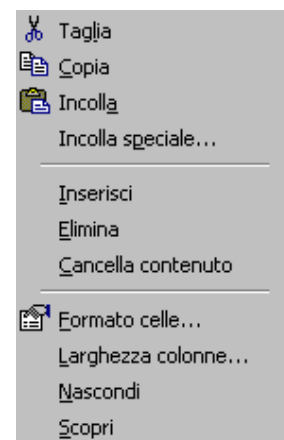 Taglia
Copia
Incolla
Incolla speciale...
Inserisci
Elimina
Cancella contenuto
Formato celle...
Larghezza colonne...
Nascondi
Scopri